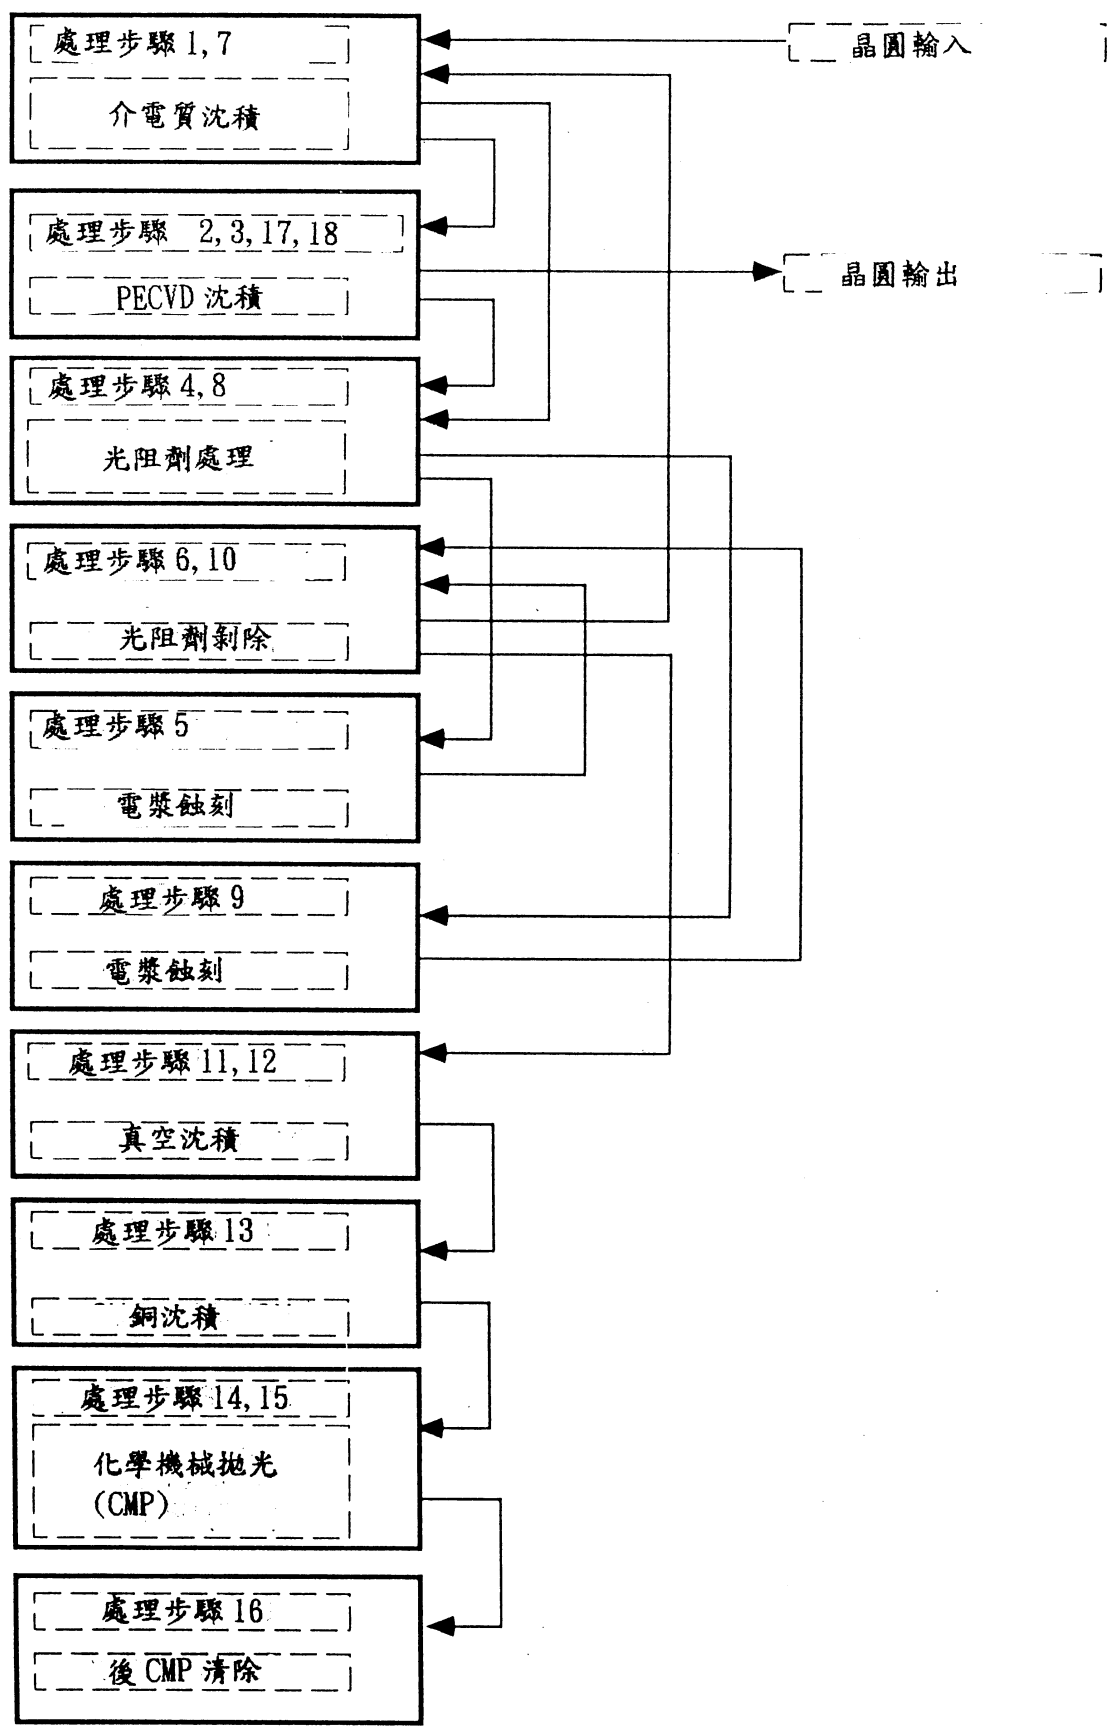 處理步驟 1,7
晶圓輸入
介電質沈積
處理步驟 2,3,17,18
晶圓輸出
PECVD 沈積
處理步驟 4,8
光阻劑處理
處理步驟 6,10
光阻劑剝除
處理步驟 5
電漿蝕刻
處理步驟 9
電漿蝕刻
處理步驟 11,12
真空沈積
處理步驟 13
銅沈積
處理步驟 14,15
化學機械拋光
(CMP)
處理步驟 16
後 CMP 清除